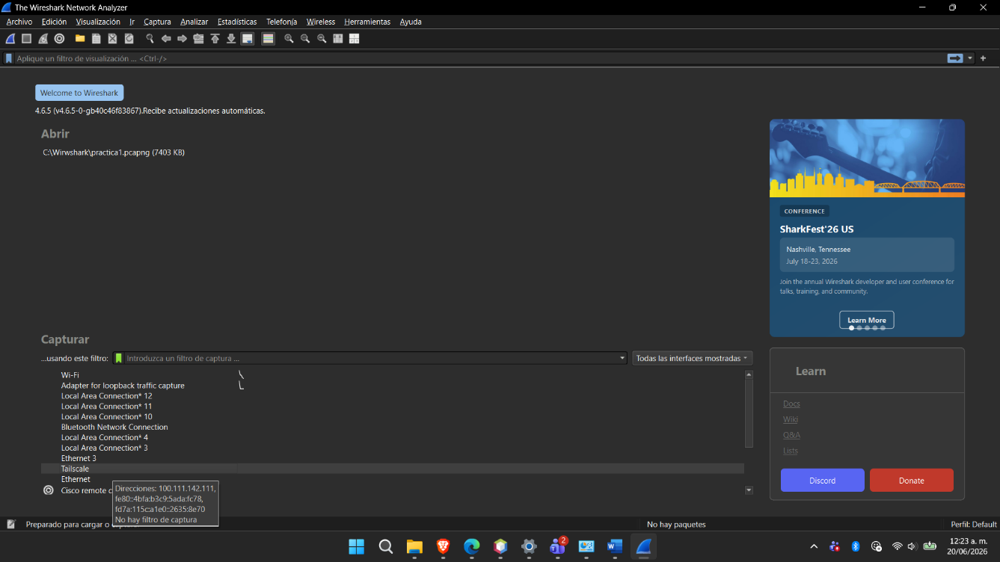 The Wireshark Network Analyzer
Archivo Edición Visualización Ir Captura Analizar Estadísticas Telefonía Wireless Herramientas Ayuda
Aplique un filtro de visualización ... <Ctrl-/>
Welcome to Wireshark
4.6.5 (v4.6.5-0-gb40c46f83867).Recibe actualizaciones automáticas.
Abrir
C:\Wirwshark\practica1.pcapng (7403 KB)
CONFERENCE
SharkFest'26 US
Nashville, Tennessee
July 18-23, 2026
Join the annual Wireshark developer and user conference for
talks, training, and community.
Learn More
Capturar
...usando este filtro: Introduzca un filtro de captura ... Todas las interfaces mostradas
Wi-Fi
Adapter for loopback traffic capture
Local Area Connection* 12
Local Area Connection* 11
Local Area Connection* 10
Bluetooth Network Connection
Local Area Connection* 4
Local Area Connection* 3
Ethernet 3
Tailscale
Ethernet
Cisco remote c
Direcciones: 100.111.142.111,
fe80::4bfa:b3c9:5ada:fc78,
fd7a:115c:a1e0::2635:8e70
No hay filtro de captura
Learn
Docs
Wiki
Q&A
Lists
Discord Donate
Preparado para cargar o No hay paquetes Perfil: Default
2
12:23 a. m.
20/06/2026